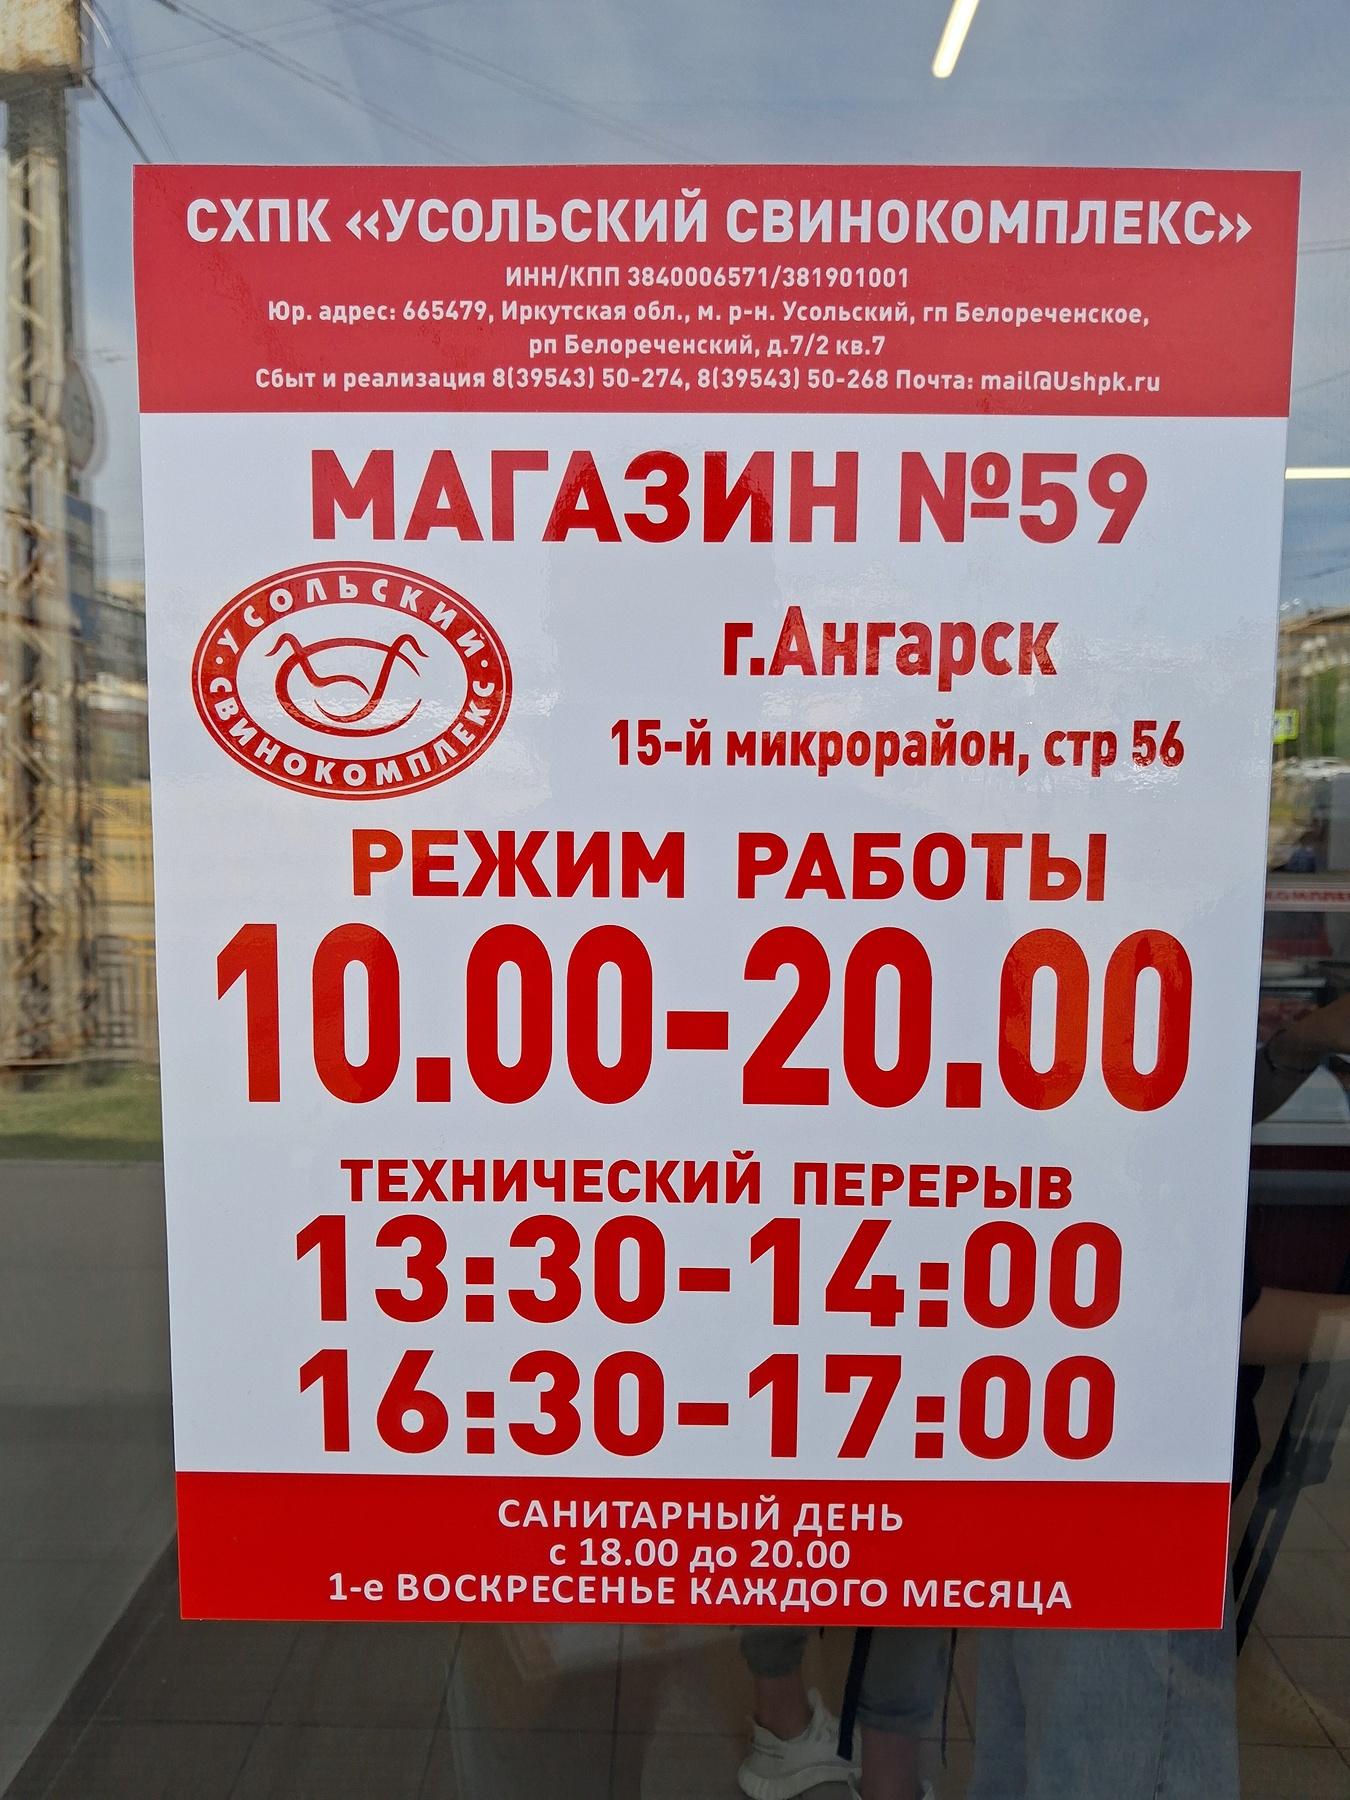 СХПК «УСОЛЬСКИЙ СВИНОКОМПЛЕКС»
ИНН/КПП 3840006571/381901001
Юр. адрес: 665479, Иркутская обл., м. р-н. Усольский, гп Белореченское,
рп Белореченский, д.7/2 кв.7
Сбыт и реализация 8(39543) 50-274, 8(39543) 50-268 Почта: mail@Ushpk.ru
МАГАЗИН №59
УСОЛЬСКИЙ
СВИНОКОМПЛЕКС
г.Ангарск
15-й микрорайон, стр 56
РЕЖИМ РАБОТЫ
10.00-20.00
ТЕХНИЧЕСКИЙ ПЕРЕРЫВ
13:30-14:00
16:30-17:00
САНИТАРНЫЙ ДЕНЬ
с 18.00 до 20.00
1-е ВОСКРЕСЕНЬЕ КАЖДОГО МЕСЯЦА